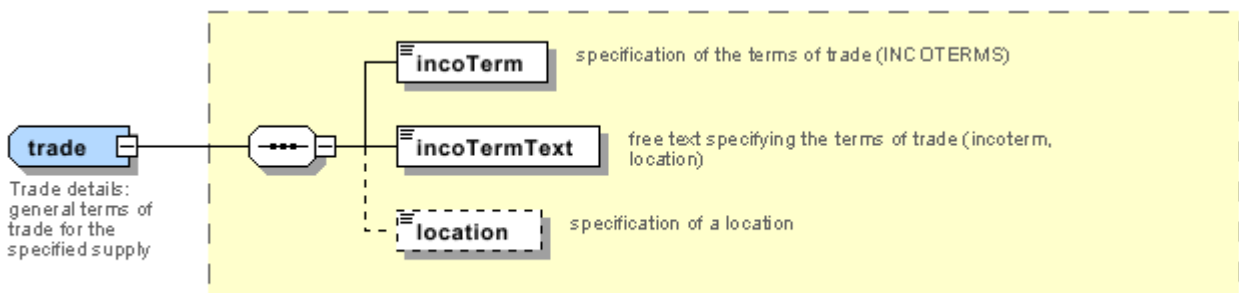 incoTerm
specification of the terms of trade (INCOTERMS)
trade
Trade details:
general terms of
trade for the
specified supply
incoTermText
free text specifying the terms of trade (incoterm,
location)
location
specification of a location